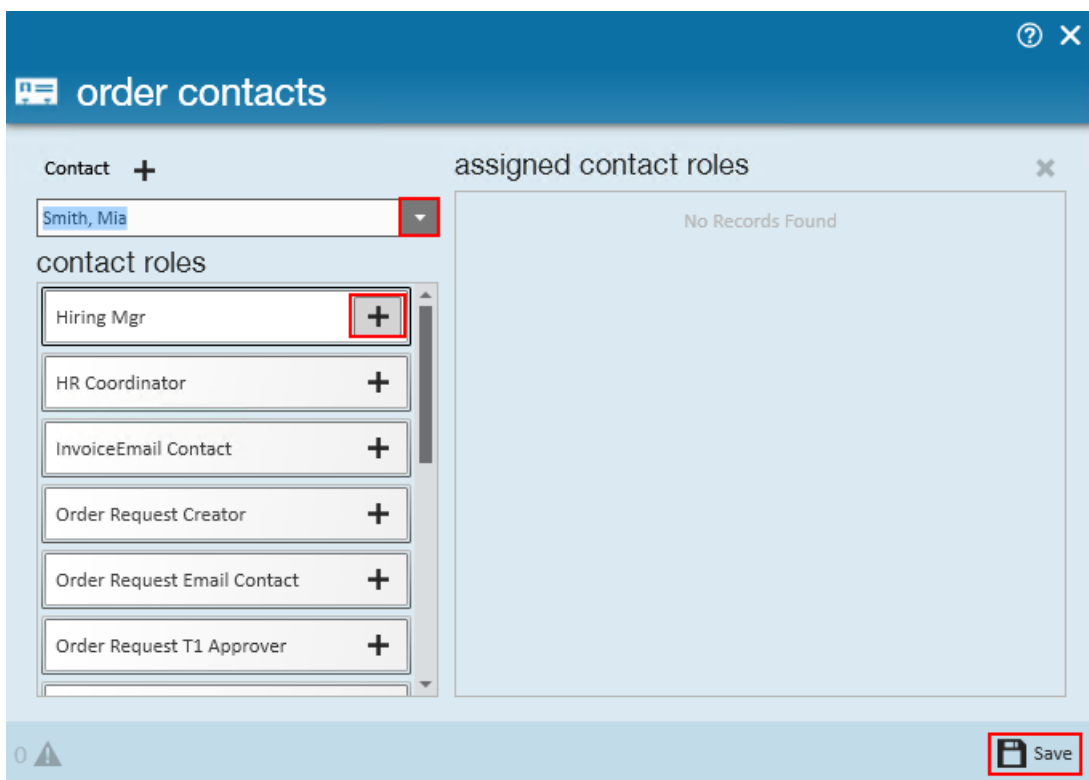 order contacts
Contact
Smith, Mia
contact roles
Hiring Mgr
HR Coordinator
InvoiceEmail Contact
Order Request Creator
Order Request Email Contact
Order Request T1 Approver
assigned contact roles
No Records Found
0
Save